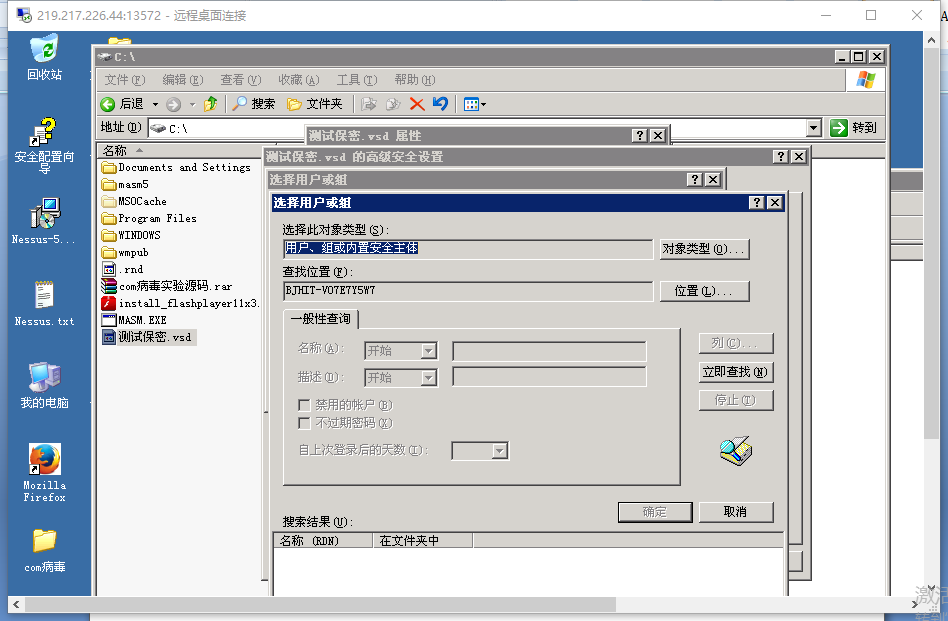 219.217.226.44:13572 - 远程桌面连接
回收站
安全配置向导
Nessus-5...
Nessus.txt
我的电脑
Mozilla Firefox
com病毒
C:\
文件(F) 编辑(E) 查看(V) 收藏(A) 工具(T) 帮助(H)
后退 搜索 文件夹
地址(D) C:\ 转到
名称
Documents and Settings
masm5
MSOCache
Program Files
WINDOWS
wmpub
.rnd
com病毒实验源码.rar
install_flashplayer11x3.
MASM.EXE
测试保密.vsd
测试保密.vsd 属性
测试保密.vsd 的高级安全设置
选择用户或组
选择用户或组
选择此对象类型(S):
用户、组或内置安全主体 对象类型(O)...
查找位置(F):
BJHIT-VO7E7Y5W7 位置(L)...
一般性查询
名称(A): 开始 列(C)...
描述(D): 开始 立即查找(N)
禁用的帐户(B) 停止(T)
不过期密码(X)
自上次登录后的天数(I):
确定 取消
搜索结果(U):
名称 (RDN) 在文件夹中
激活